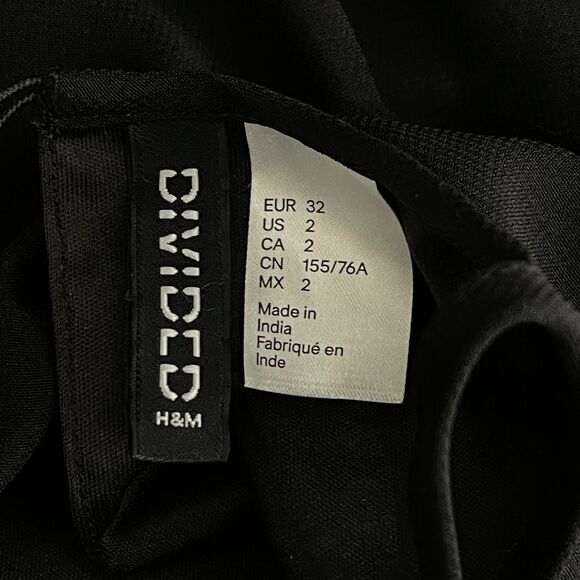 DIVIDED
H&M
EUR 32
US 2
CA 2
CN 155/76A
MX 2
Made in
India
Fabriqué en
Inde